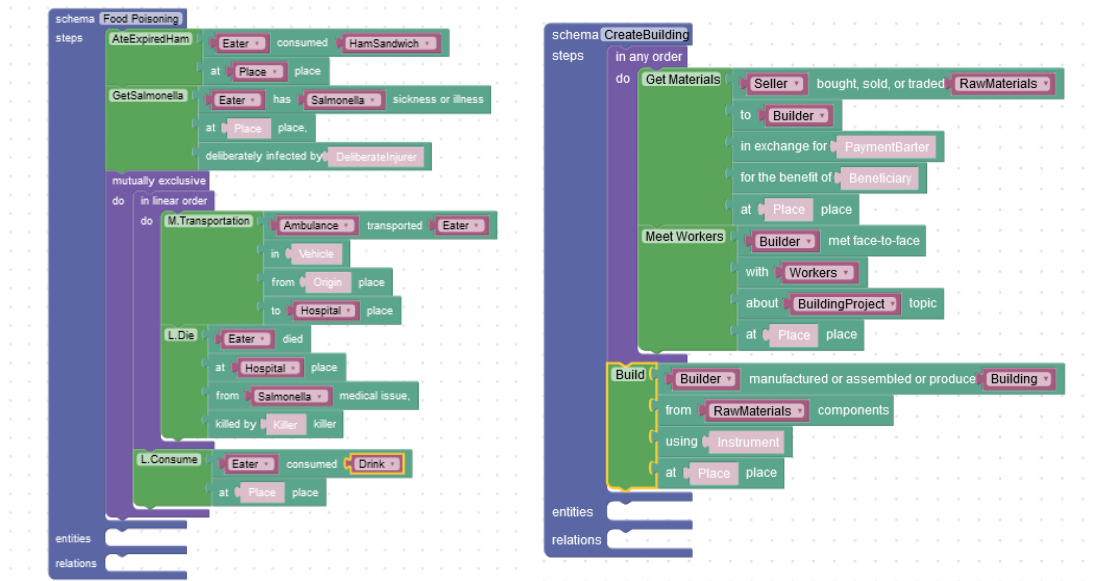 schema Food Poisoning
steps AteExpiredHam Eater consumed HamSandwich
at Place place
GetSalmonella Eater has Salmonella sickness or illness
at Place place,
deliberately infected by DeliberateInjurer
mutually exclusive
do in linear order
do M.Transportation Ambulance transported Eater
in Vehicle
from Origin place
to Hospital place
L.Die Eater died
at Hospital place
from Salmonella medical issue,
killed by Killer killer
L.Consume Eater consumed Drink
at Place place
entities
relations
schema CreateBuilding
steps in any order
do Get Materials Seller bought, sold, or traded RawMaterials
to Builder
in exchange for PaymentBarter
for the benefit of Beneficiary
at Place place
Meet Workers Builder met face-to-face
with Workers
about BuildingProject topic
at Place place
Build Builder manufactured or assembled or produce Building
from RawMaterials components
using Instrument
at Place place
entities
relations